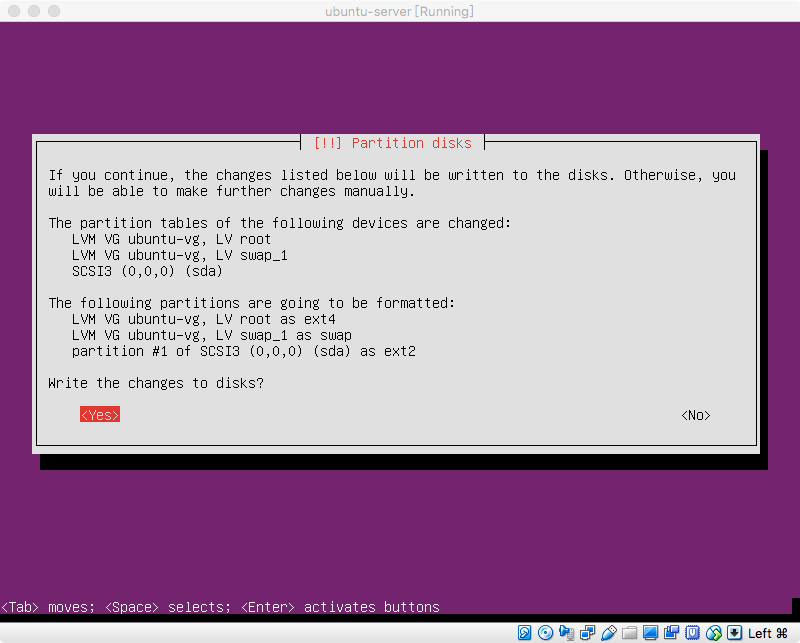 ubuntu-server [Running]
[!!] Partition disks
If you continue, the changes listed below will be written to the disks. Otherwise, you
will be able to make further changes manually.
The partition tables of the following devices are changed:
LVM VG ubuntu-vg, LV root
LVM VG ubuntu-vg, LV swap_1
SCSI3 (0,0,0) (sda)
The following partitions are going to be formatted:
LVM VG ubuntu-vg, LV root as ext4
LVM VG ubuntu-vg, LV swap_1 as swap
partition #1 of SCSI3 (0,0,0) (sda) as ext2
Write the changes to disks?
<Yes> <No>
<Tab> moves; <Space> selects; <Enter> activates buttons
Left ⌘